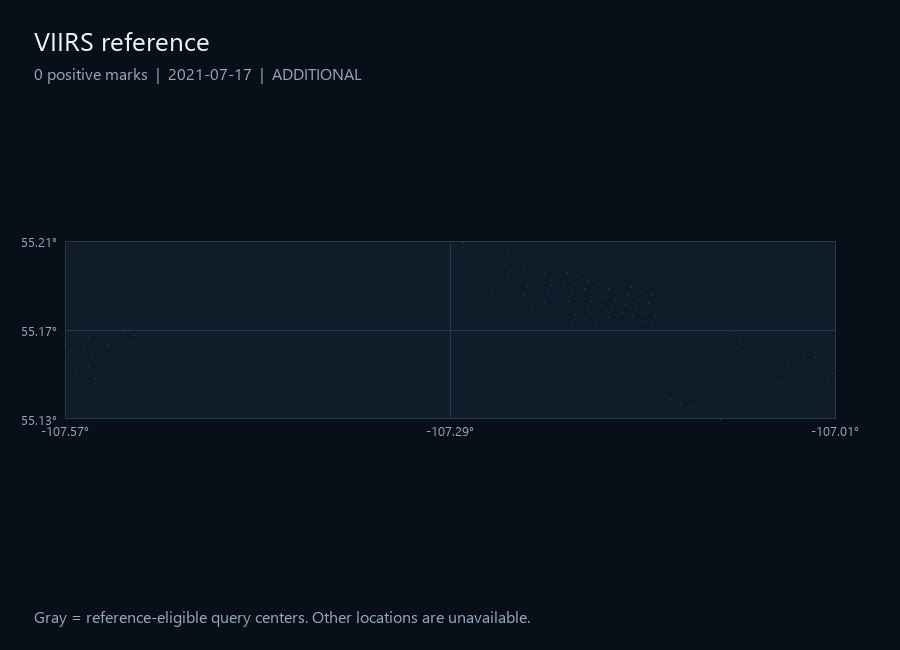 VIIRS reference
0 positive marks | 2021-07-17 | ADDITIONAL
55.21°
55.17°
55.13°
-107.57° -107.29° -107.01°
Gray = reference-eligible query centers. Other locations are unavailable.